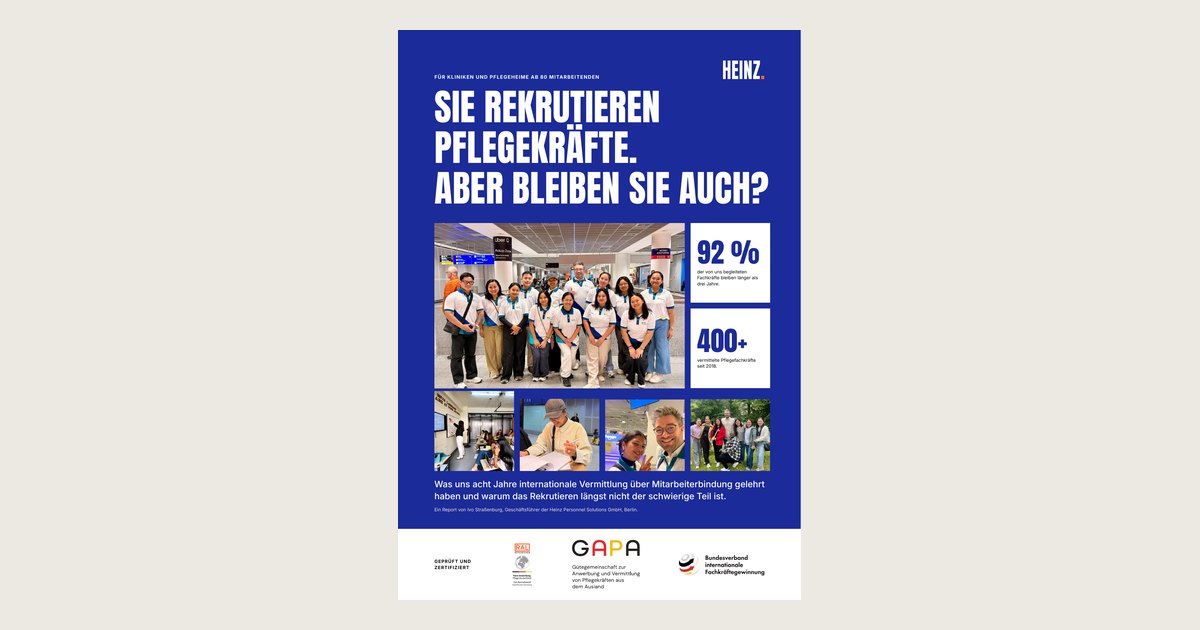 FÜR KLINIKEN UND PFLEGEHEIME AB 60 MITARBEITENDEN
HEINZ.
SIE REKRUTIEREN
PFLEGEKRÄFTE.
ABER BLEIBEN SIE AUCH?
Uber
92 %
der von uns begleiteten
Fachkräfte bleiben länger als
drei Jahre.
400+
vermittelte Pflegefachkräfte
seit 2018.
Was uns acht Jahre internationale Vermittlung über Mitarbeiterbindung gelehrt
haben und warum das Rekrutieren längst nicht der schwierige Teil ist.
Ein Report von Ivo Straßenburg, Geschäftsführer der Heinz Personnel Solutions GmbH, Berlin.
GEPRÜFT UND
ZERTIFIZIERT
RAL
GAPA
Gütegemeinschaft zur
Anwerbung und Vermittlung
von Pflegekräften aus
dem Ausland
Bundesverband
internationale
Fachkräftegewinnung